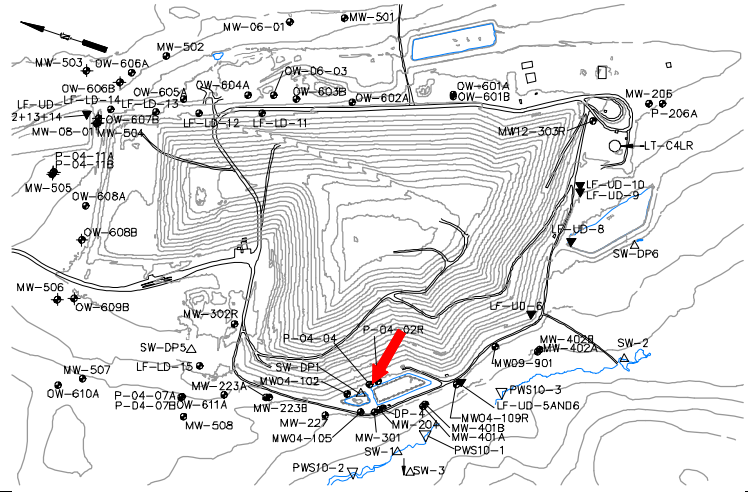 MW-501
MW-06-01
MW-502
MW-503
OW-606A
OW-06-03
OW-606B
OW-605A
OW-604A
OW-603B
OW-602A
OW-601A
OW-601B
MW-206
P-206A
LF-UD-
LF-LD-14
LF-LD-13
2+13+14
OW-607B
LF-LD-12
LF-LD-11
MW-08-01
MW-504
MW12-303R
LT-C4LR
P-04-11A
P-04-11B
MW-505
OW-608A
LF-UD-10
LF-UD-9
OW-608B
LF-UD-8
SW-DP6
MW-506
OW-609B
MW-302R
LF-UD-6
P-04-04
P-04-02R
SW-DP5
MW-402B
MW-402A
SW-2
LF-LD-15
SW-DP1
MW09-901
MW-507
MW04-102
MW-223A
OW-610A
P-04-07A
P-04-07B
OW-611A
MW-223B
PWS10-3
LF-UD-5AND6
MW-508
MW-227
DP-4
MW-204
MW04-109R
MW-401B
MW-401A
MW04-105
MW-301
SW-1
PWS10-1
PWS10-2
SW-3